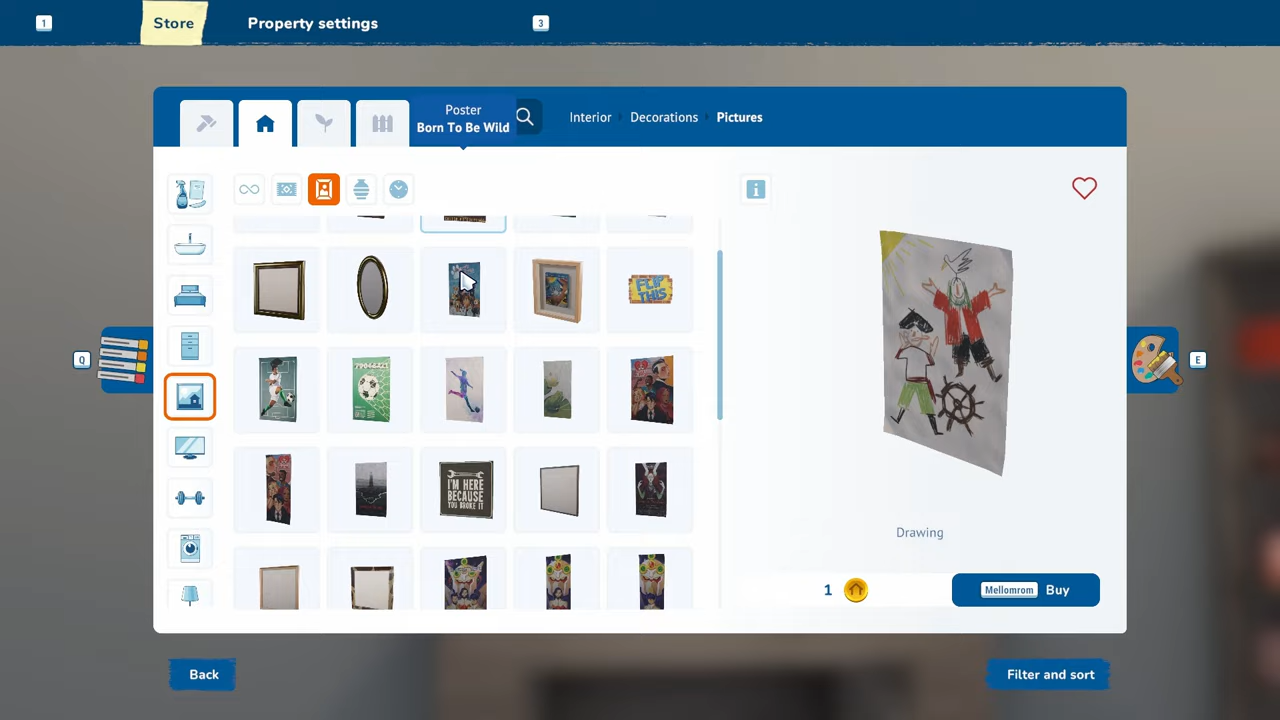 1
Store
Property settings
3
Poster
Born To Be Wild
Interior
Decorations
Pictures
FLIP
THIS
I'M HERE
BECAUSE
YOU BROKE IT
Q
E
Drawing
1
Mellomrom
Buy
Back
Filter and sort